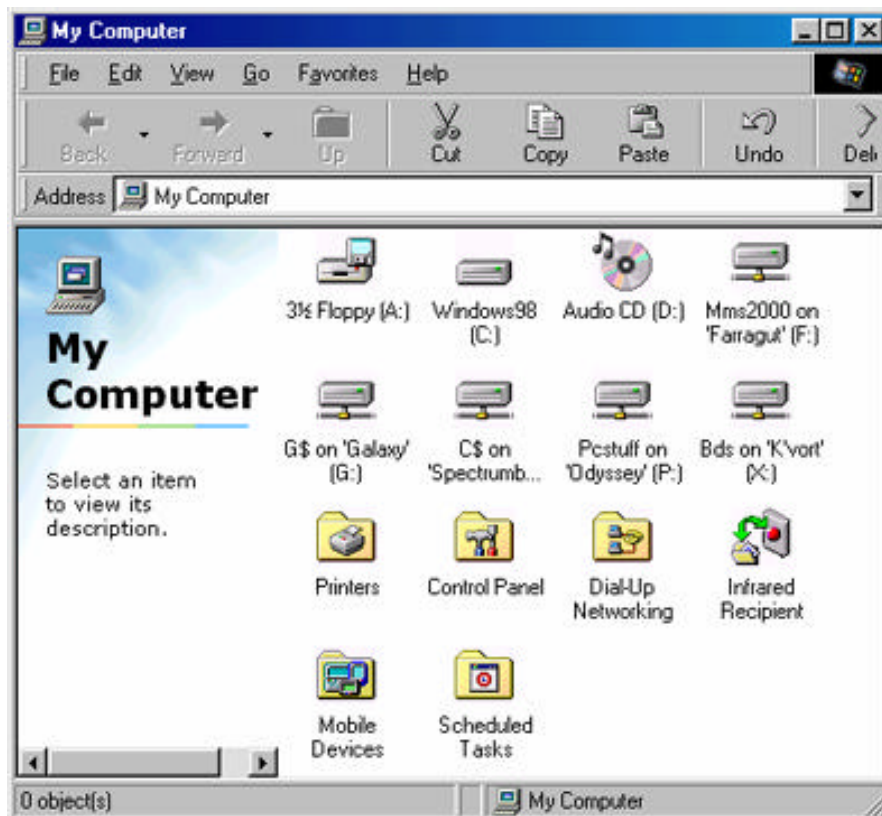 My Computer
File Edit View Go Favorites Help
Back Forward Up Cut Copy Paste Undo Del
Address My Computer
My
Computer
Select an item
to view its
description.
3½ Floppy (A:)
Windows98
(C:)
Audio CD (D:)
Mms2000 on
'Farragut' (F:)
G$ on 'Galaxy'
(G:)
C$ on
'Spectrumb...
Pcstuff on
'Odyssey' (P:)
Bds on 'K'vort'
(X:)
Printers
Control Panel
Dial-Up
Networking
Infrared
Recipient
Mobile
Devices
Scheduled
Tasks
0 object(s)
My Computer